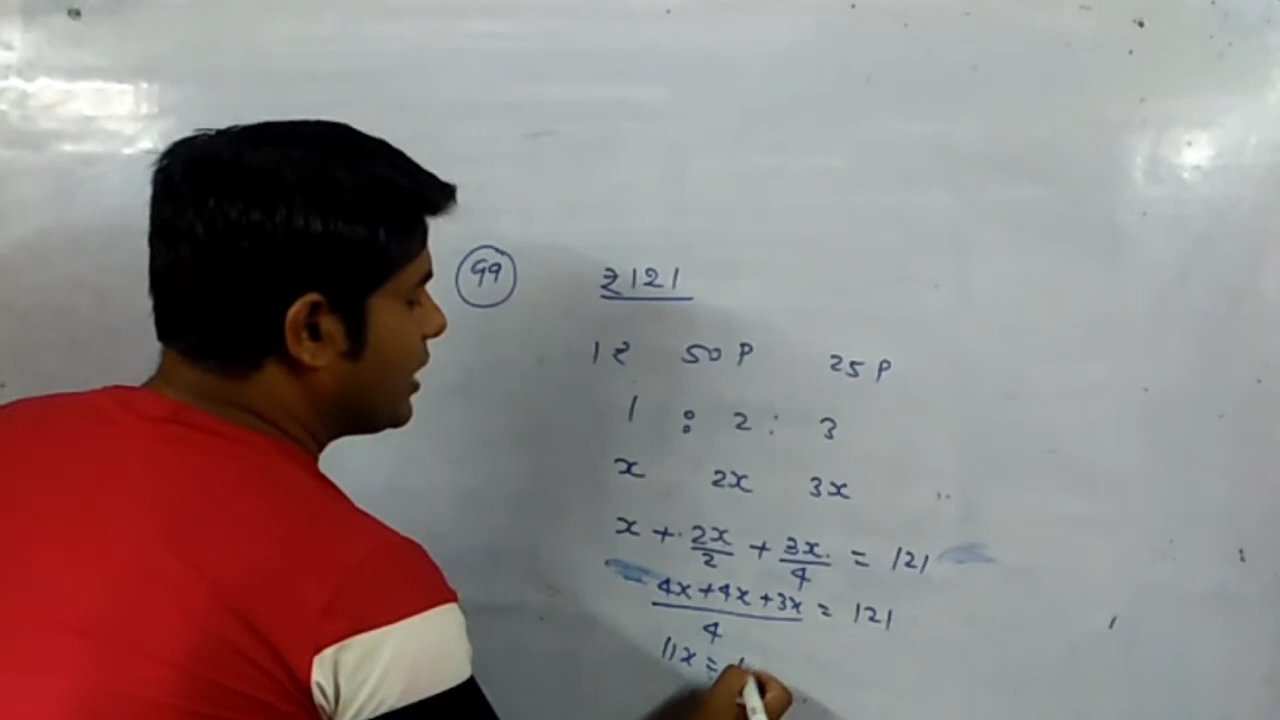 99 ₹121
1₹ 50P 25P
1 : 2 : 3
x 2x 3x
x + 2x/2 + 3x/4 = 121
4x+4x+3x/4 = 121
11x =